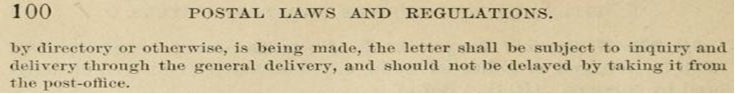 100 POSTAL LAWS AND REGULATIONS.
by directory or otherwise, is being made, the letter shall be subject to inquiry and
delivery through the general delivery, and should not be delayed by taking it from
the post-office.